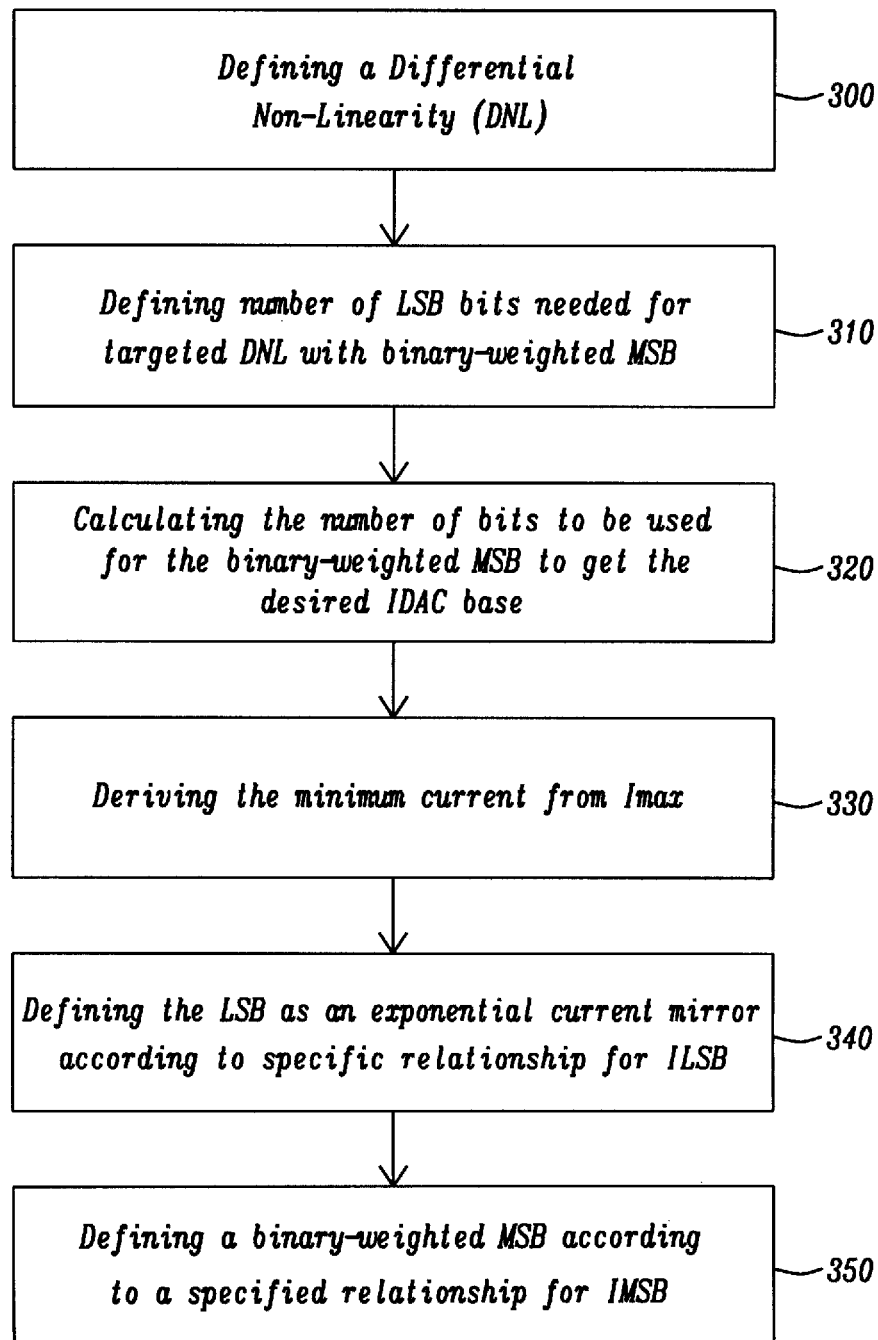 Defining a Differential
Non-Linearity (DNL)
300
Defining number of LSB bits needed for
targeted DNL with binary-weighted MSB
310
Calculating the number of bits to be used
for the binary-weighted MSB to get the
desired IDAC base
320
Deriving the minimum current from Imax
330
Defining the LSB as an exponential current mirror
according to specific relationship for ILSB
340
Defining a binary-weighted MSB according
to a specified relationship for IMSB
350